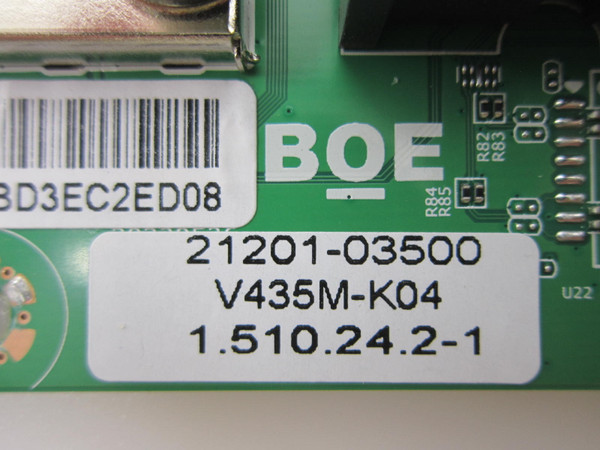 BOE
R82
R83
BD3EC2ED08
R84
R85
21201-03500
V435M-K04
1.510.24.2-1
U22